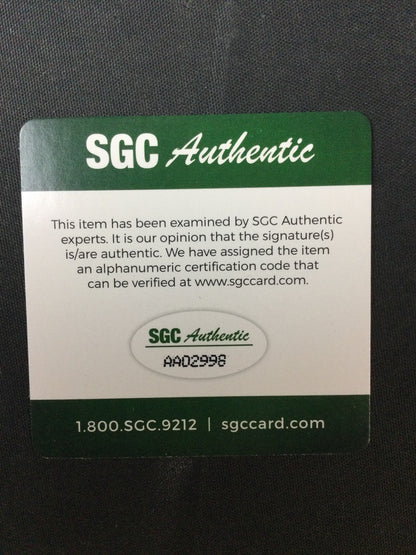 SGC Authentic
This item has been examined by SGC Authentic
experts. It is our opinion that the signature(s)
is/are authentic. We have assigned the item
an alphanumeric certification code that
can be verified at www.sgccard.com.
SGC Authentic
AA02998
1.800.SGC.9212 | sgccard.com